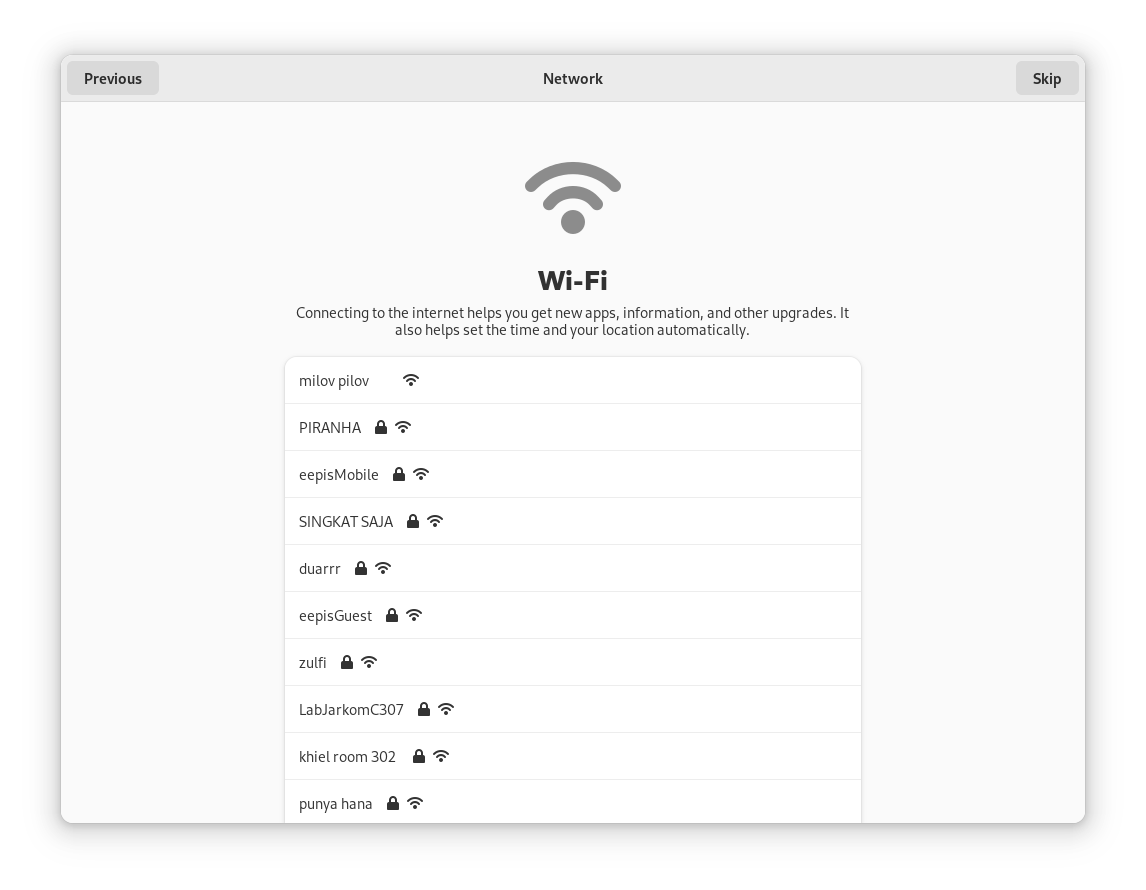 Previous
Network
Skip
Wi-Fi
Connecting to the internet helps you get new apps, information, and other upgrades. It
also helps set the time and your location automatically.
milov pilov
PIRANHA
eepisMobile
SINGKAT SAJA
duarrr
eepisGuest
zulfi
LabJarkomC307
khiel room 302
punya hana